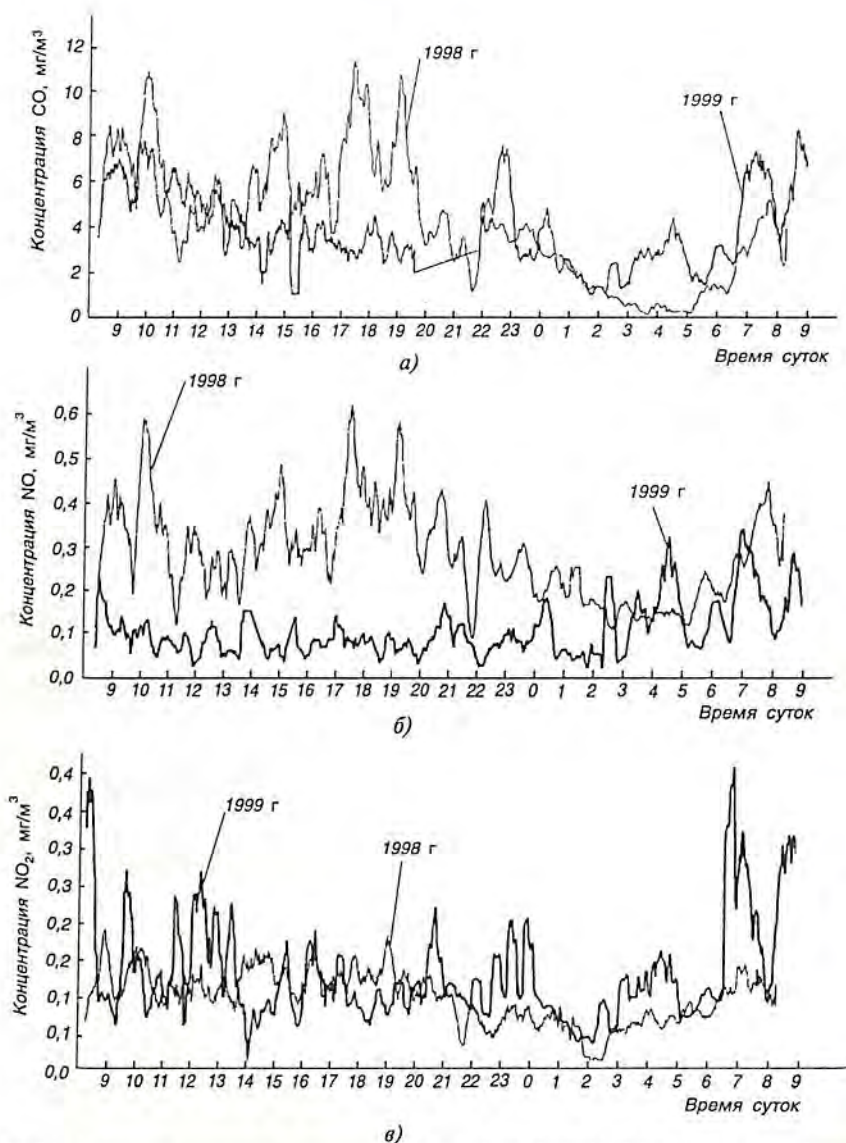 Концентрация CO, мг/м³
12
10
8
6
4
2
0
1998 г
1999 г
9 10 11 12 13 14 15 16 17 18 19 20 21 22 23 0 1 2 3 4 5 6 7 8 9
Время суток
а)
Концентрация NO, мг/м³
0,6
0,5
0,4
0,3
0,2
0,1
0,0
1998 г
1999 г
9 10 11 12 13 14 15 16 17 18 19 20 21 22 23 0 1 2 3 4 5 6 7 8 9
Время суток
б)
Концентрация NO₂, мг/м³
0,4
0,4
0,3
0,3
0,2
0,2
0,1
0,1
0,0
1999 г
1998 г
9 10 11 12 13 14 15 16 17 18 19 20 21 22 23 0 1 2 3 4 5 6 7 8 9
Время суток
в)